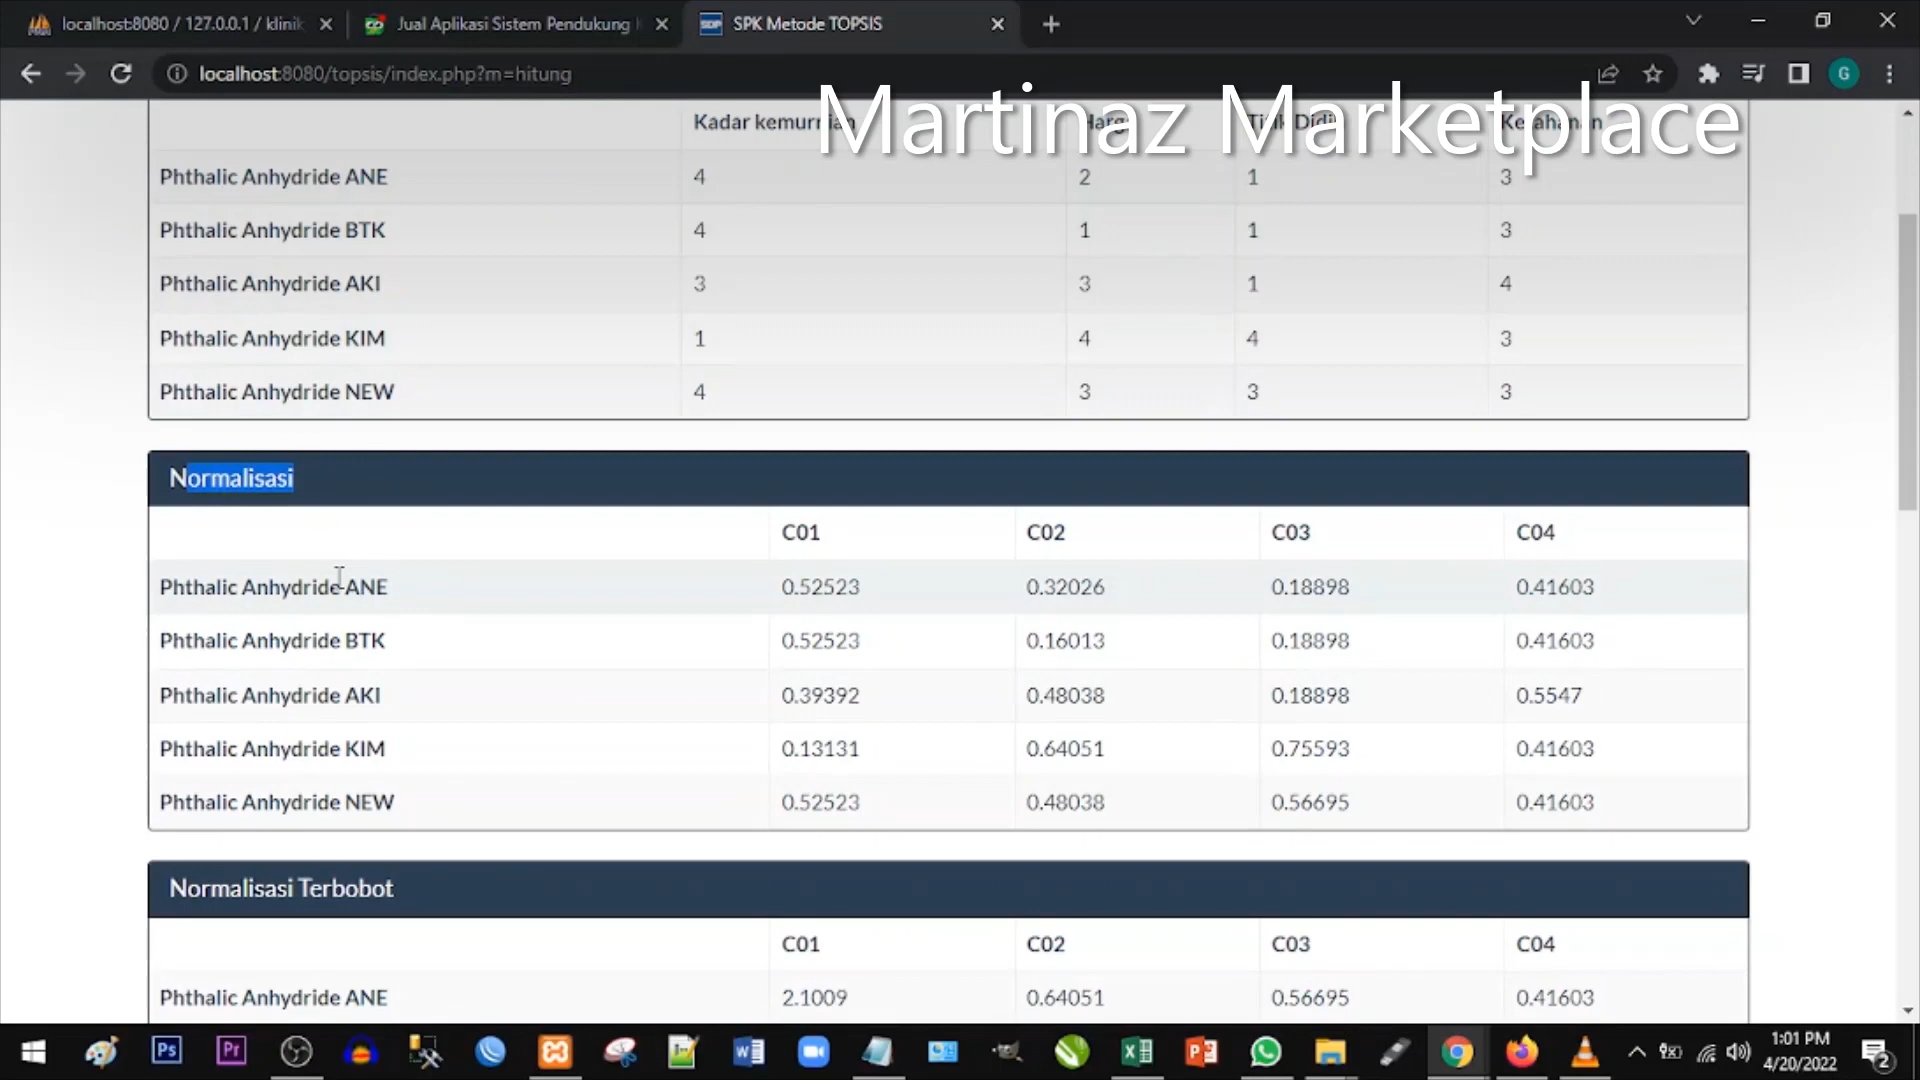 localhost:8080 / 127.0.0.1 / klinik
Jual Aplikasi Sistem Pendukung
SPK Metode TOPSIS
localhost:8080/topsis/index.php?m=hitung
G
Martinaz Marketplace
Kadar kemurnian
Phthalic Anhydride ANE 4 2 1 3
Phthalic Anhydride BTK 4 1 1 3
Phthalic Anhydride AKI 3 3 1 4
Phthalic Anhydride KIM 1 4 4 3
Phthalic Anhydride NEW 4 3 3 3
Normalisasi
C01 C02 C03 C04
Phthalic Anhydride ANE 0.52523 0.32026 0.18898 0.41603
Phthalic Anhydride BTK 0.52523 0.16013 0.18898 0.41603
Phthalic Anhydride AKI 0.39392 0.48038 0.18898 0.5547
Phthalic Anhydride KIM 0.13131 0.64051 0.75593 0.41603
Phthalic Anhydride NEW 0.52523 0.48038 0.56695 0.41603
Normalisasi Terbobot
C01 C02 C03 C04
Phthalic Anhydride ANE 2.1009 0.64051 0.56695 0.41603
Ps Pr
1:01 PM
4/20/2022
2